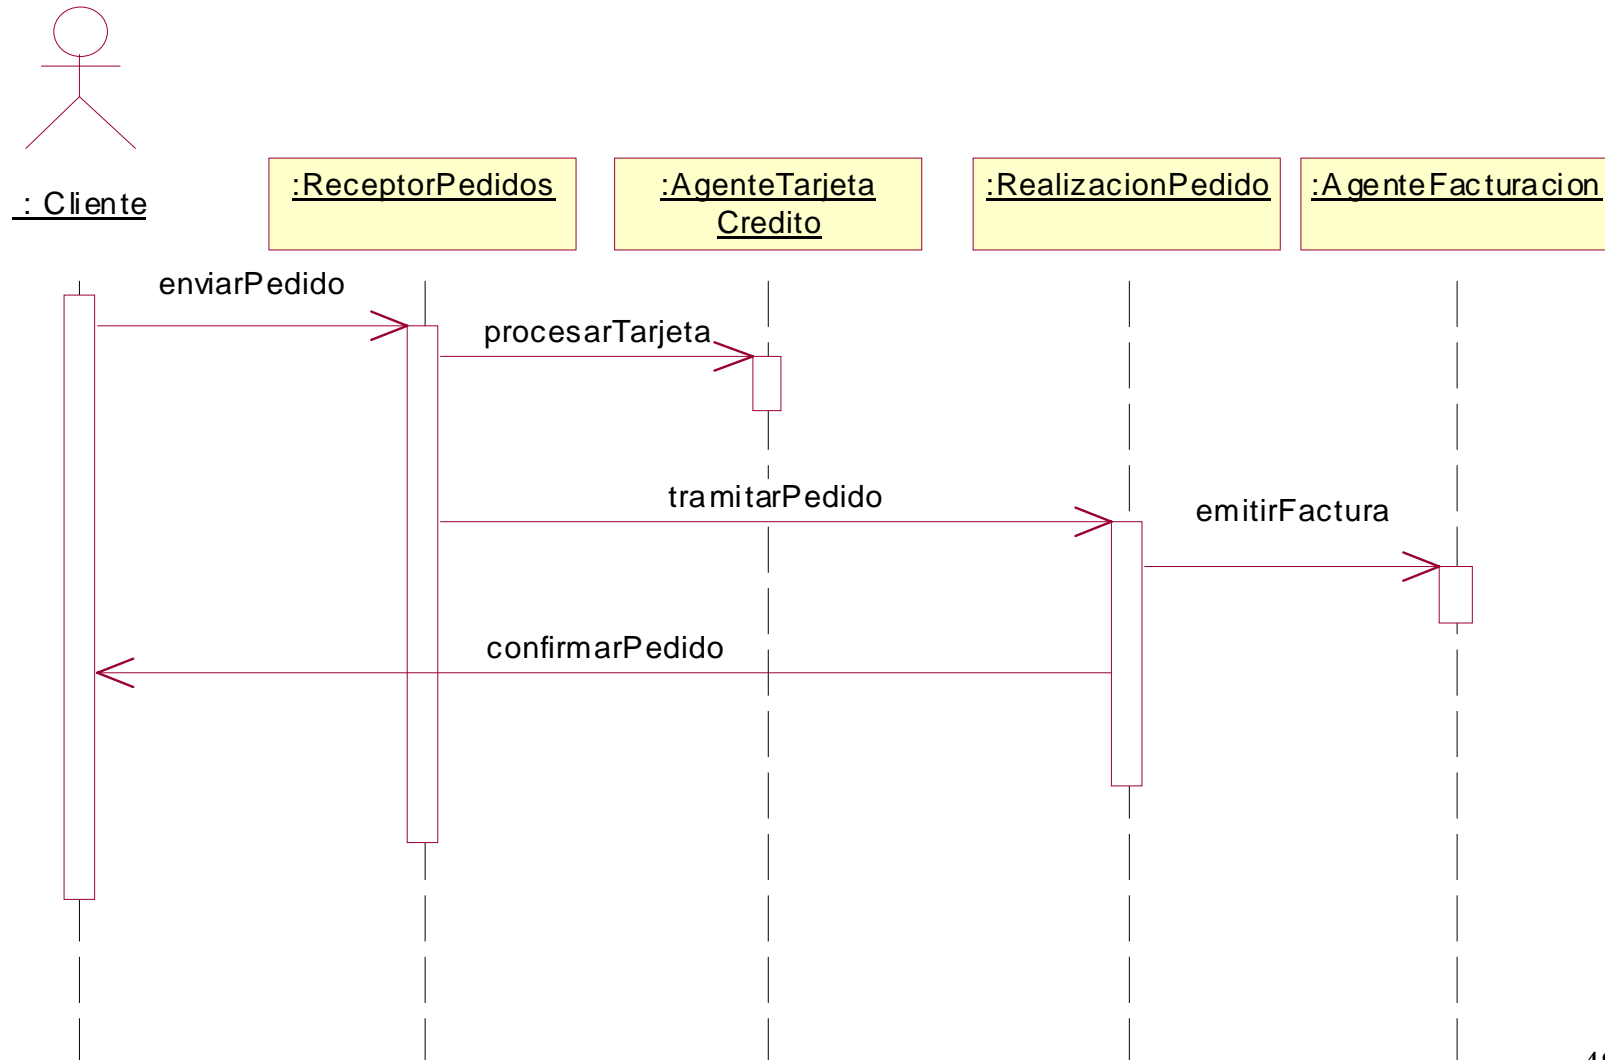 : Cliente
:ReceptorPedidos
:AgenteTarjeta
Credito
:RealizacionPedido
:AgenteFacturacion
enviarPedido
procesarTarjeta
tramitarPedido
emitirFactura
confirmarPedido